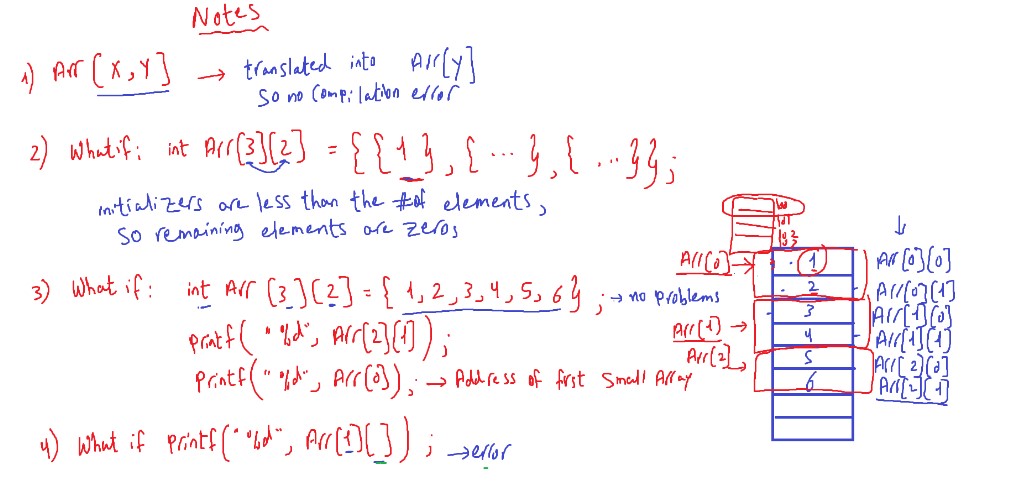 Notes
1) Arr [X,Y] → translated into Arr[Y]
So no Compilation error
2) What if: int Arr[3][2] = { { 1 }, { ... }, { ... } };
initializers are less than the # of elements,
So remaining elements are zeros
3) What if: int Arr [3][2] = { 1, 2, 3, 4, 5, 6 } ; → no problems
printf( "%d", Arr[2][1] ) ;
printf( "%d", Arr[0] ) ; → Address of first Small Array
4) What if printf("%d", Arr[1][ ] ) ; → error
Arr[0] → 1 Arr[0][0]
2 Arr[0][1]
Arr[1] → 3 Arr[1][0]
4 Arr[1][1]
Arr[2] → 5 Arr[2][0]
6 Arr[2][1]